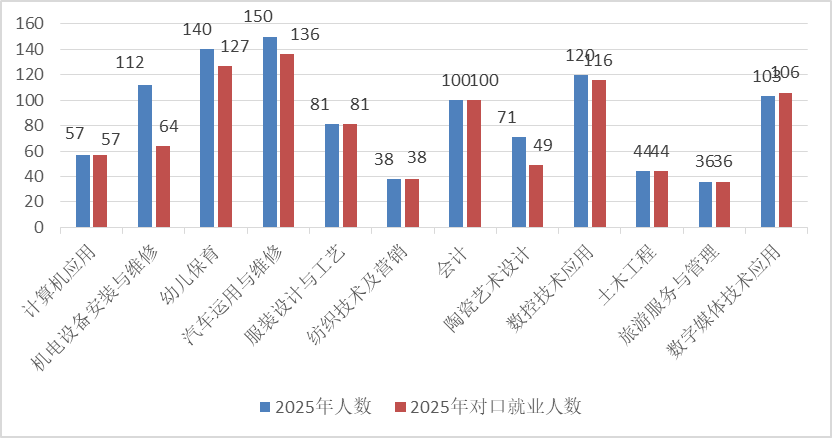 160
140
120
100
80
60
40
20
0
57
57
112
64
140
127
150
136
81
81
38
38
100
100
71
49
120
116
44
44
36
36
103
106
计算机应用
机电设备安装与维修
幼儿保育
汽车运用与维修
服装设计与工艺
纺织技术及营销
会计
陶瓷艺术设计
数控技术应用
土木工程
旅游服务与管理
数字媒体技术应用
2025年人数
2025年对口就业人数